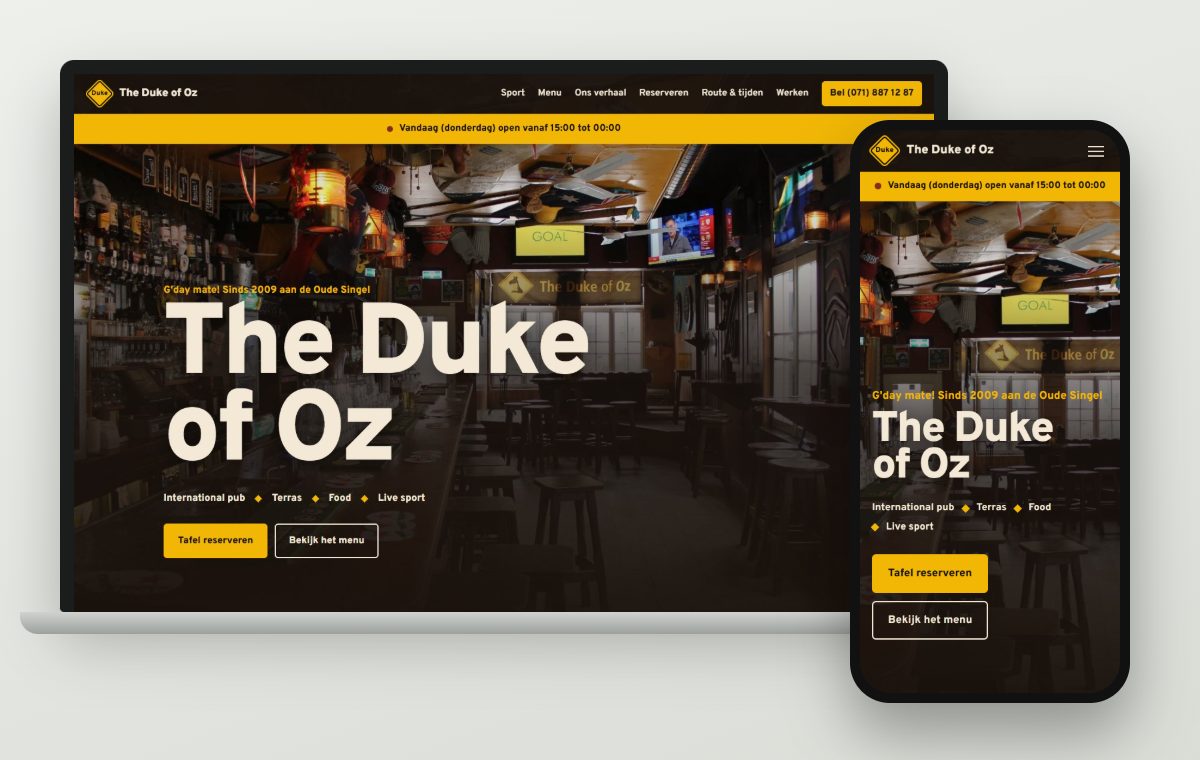 Duke
The Duke of Oz
Sport Menu Ons verhaal Reserveren Route & tijden Werken Bel (071) 887 12 87
Vandaag (donderdag) open vanaf 15:00 tot 00:00
GOAL
The Duke of Oz
G'day mate! Sinds 2009 aan de Oude Singel
The Duke
of Oz
International pub Terras Food Live sport
Tafel reserveren Bekijk het menu
Duke
The Duke of Oz
Vandaag (donderdag) open vanaf 15:00 tot 00:00
GOAL
The Duke of Oz
G'day mate! Sinds 2009 aan de Oude Singel
The Duke
of Oz
International pub Terras Food
Live sport
Tafel reserveren
Bekijk het menu